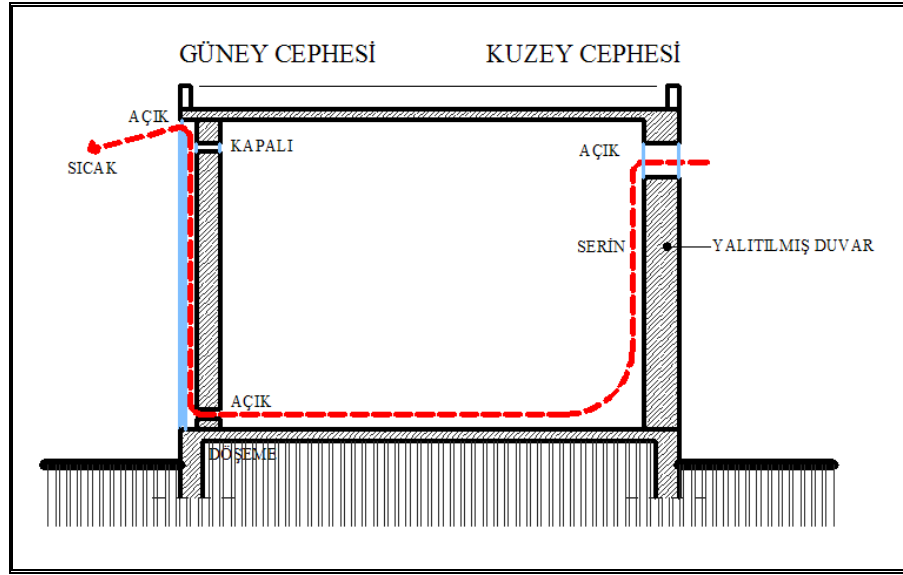 GÜNEY CEPHESİ
KUZEY CEPHESİ
AÇIK
KAPALI
AÇIK
SICAK
SERİN
YALITILMIŞ DUVAR
AÇIK
DÖŞEME